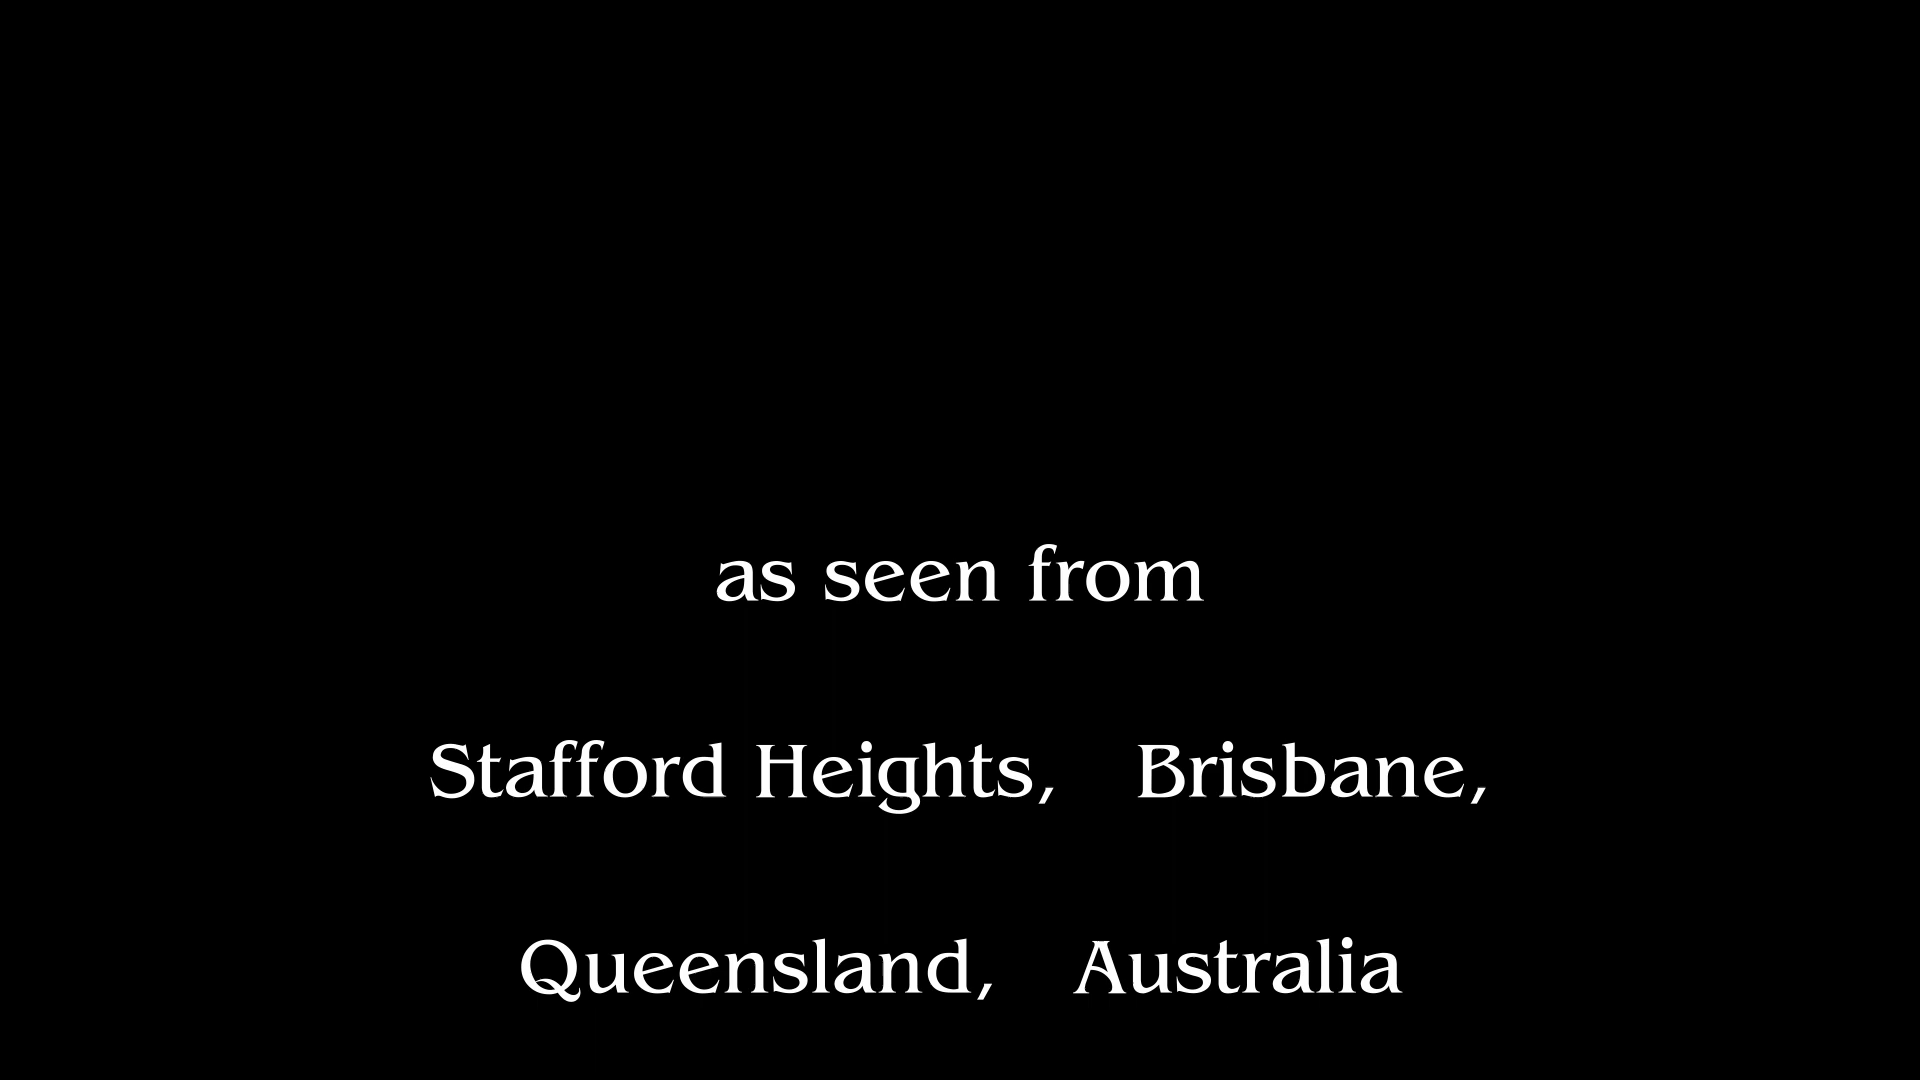 as seen from
Stafford Heights, Brisbane,
Queensland, Australia